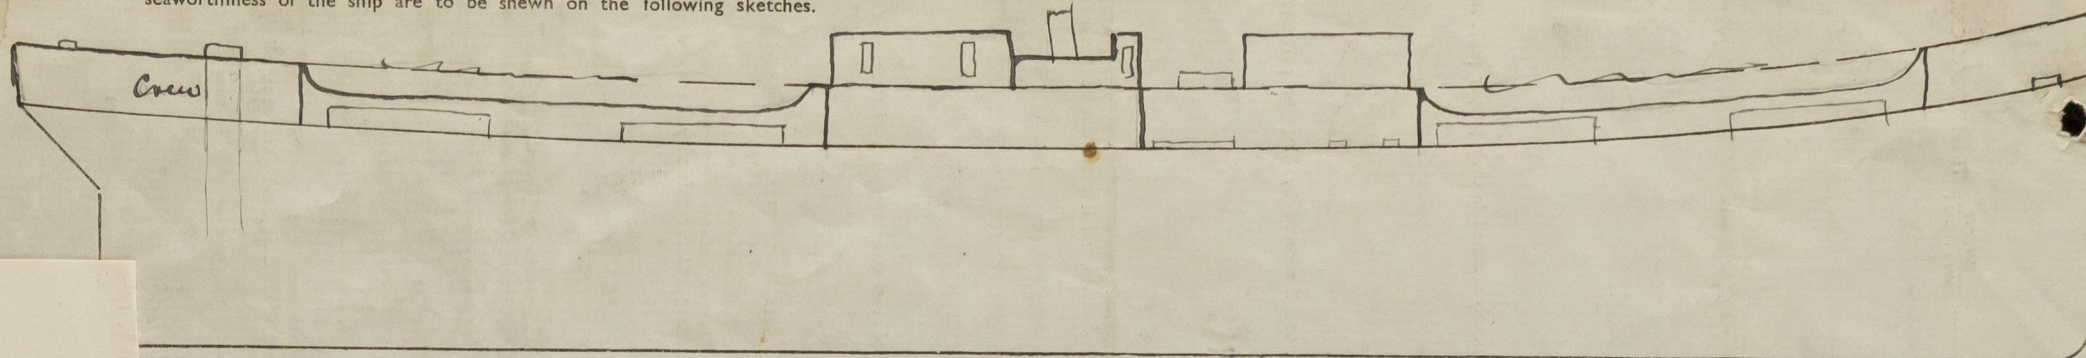 seaworthiness of the ship are to be shewn on the following sketches.
Crew